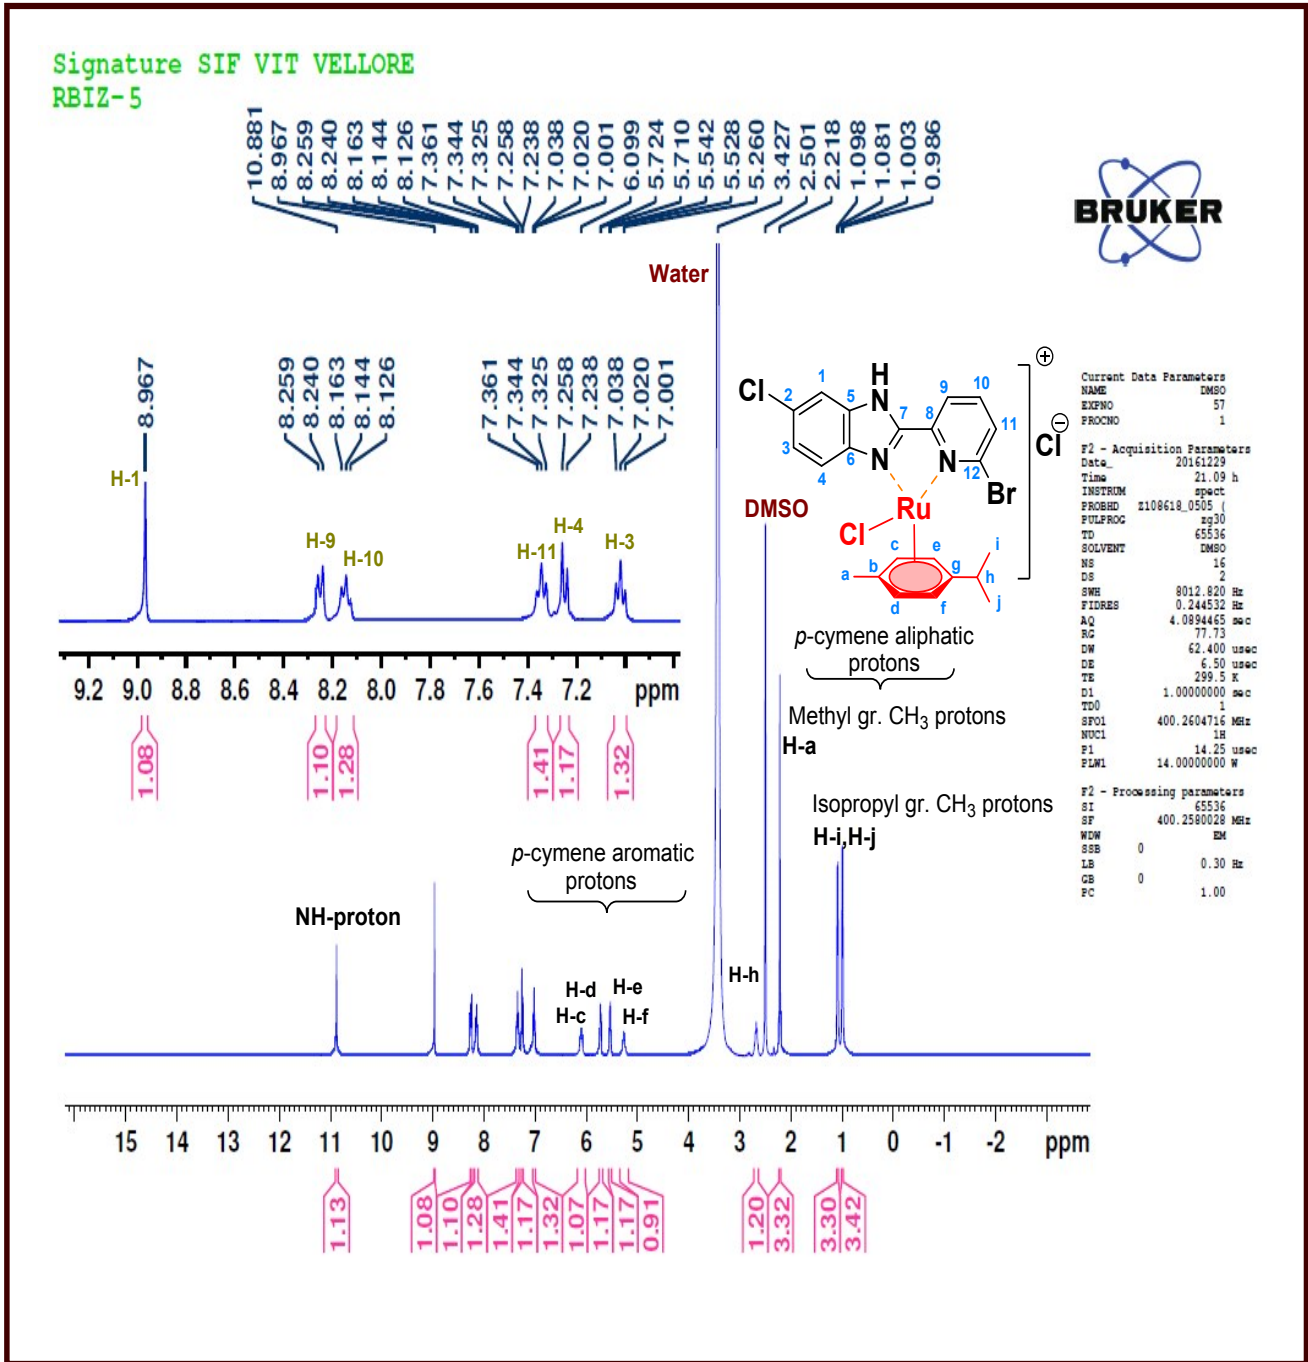 Signature SIF VIT VELLORE
RBIZ-5
10.881
8.967
8.259
8.240
8.163
8.144
8.126
7.361
7.344
7.325
7.258
7.238
7.038
7.020
7.001
6.099
5.724
5.710
5.542
5.528
5.260
3.427
2.501
2.218
1.098
1.081
1.003
0.986
BRUKER
Water
8.967
8.259
8.240
8.163
8.144
8.126
7.361
7.344
7.325
7.258
7.238
7.038
7.020
7.001
H-1
H-9
H-10
H-11
H-4
H-3
9.2 9.0 8.8 8.6 8.4 8.2 8.0 7.8 7.6 7.4 7.2 ppm
1.08
1.10
1.28
1.41
1.17
1.32
DMSO
H
Cl 2 1 5 N 7 8 9 10
3 6 N N 11
4 12 Br
Ru
Cl
c e i
a b g h
d f j
⊕
Cl⊖
p-cymene aliphatic
protons
Methyl gr. CH3 protons
H-a
Isopropyl gr. CH3 protons
H-i,H-j
p-cymene aromatic
protons
NH-proton
H-d
H-c
H-e
H-f
H-h
15 14 13 12 11 10 9 8 7 6 5 4 3 2 1 0 -1 -2 ppm
1.13
1.08
1.10
1.28
1.41
1.17
1.32
1.07
1.17
1.17
0.91
1.20
3.32
3.30
3.42
Current Data Parameters
NAME DMSO
EXPNO 57
PROCNO 1
F2 - Acquisition Parameters
Date_ 20161229
Time 21.09 h
INSTRUM spect
PROBHD Z108618_0505 (
PULPROG zg30
TD 65536
SOLVENT DMSO
NS 16
DS 2
SWH 8012.820 Hz
FIDRES 0.244532 Hz
AQ 4.0894465 sec
RG 77.73
DW 62.400 usec
DE 6.50 usec
TE 299.5 K
D1 1.00000000 sec
TD0 1
SFO1 400.2604716 MHz
NUC1 1H
P1 14.25 usec
PLW1 14.00000000 W
F2 - Processing parameters
SI 65536
SF 400.2580028 MHz
WDW EM
SSB 0
LB 0.30 Hz
GB 0
PC 1.00